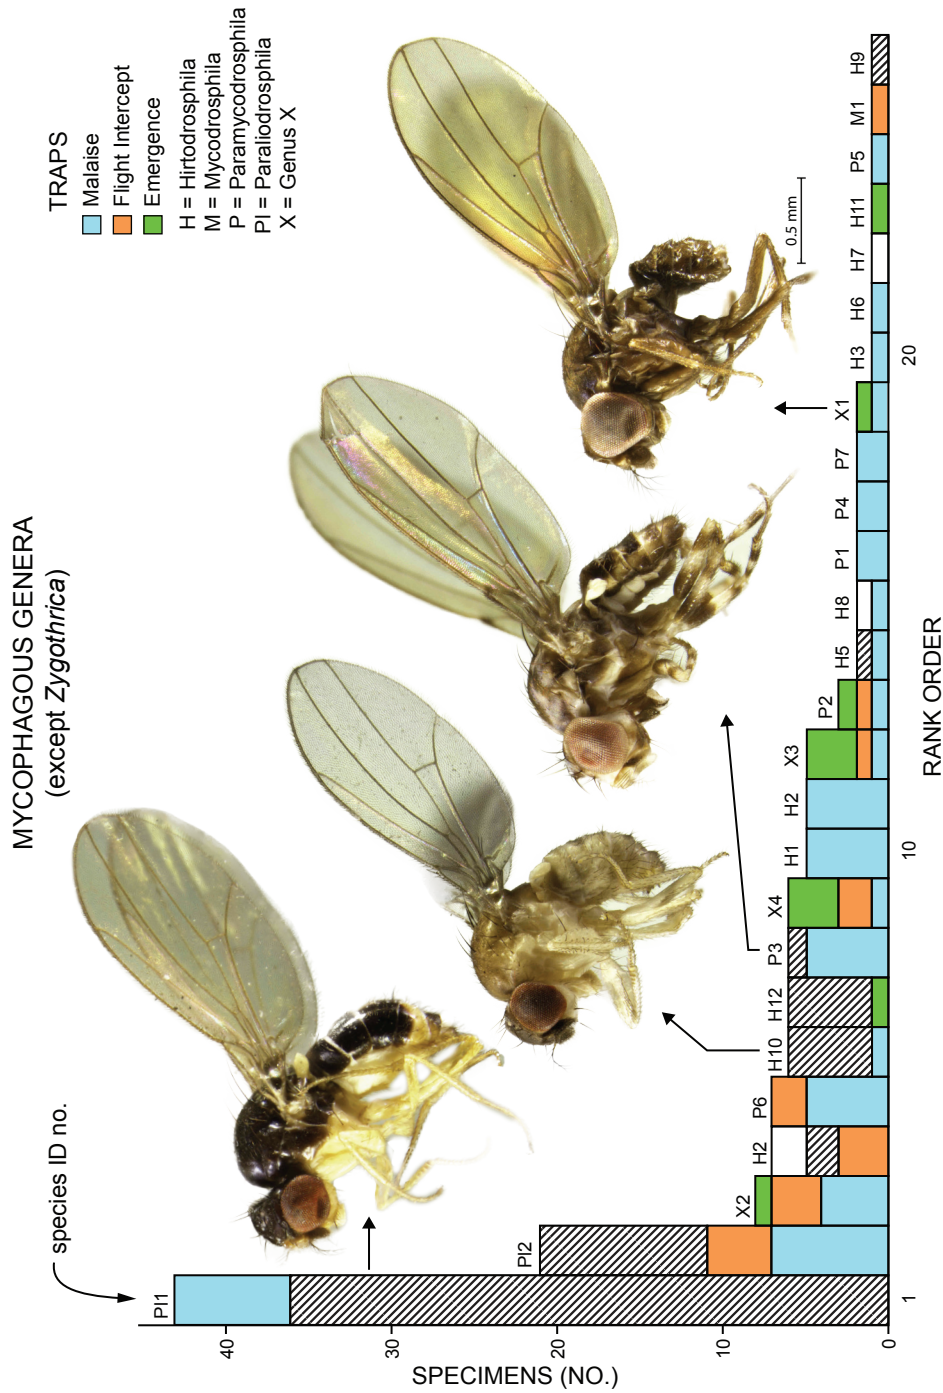 MYCOPHAGOUS GENERA
(except Zygothrica)
TRAPS
Malaise
Flight Intercept
Emergence
H = Hirtodrosphila
M = Mycodrosphila
P = Paramycodrosphila
Pl = Paraliodrosphila
X = Genus X
species ID no.
SPECIMENS (NO.)
40
30
20
10
0
Pl1
Pl2
X2
H2
P6
H10
H12
P3
X4
H1
H2
X3
P2
H5
H8
P1
P4
P7
X1
H3
H6
H7
H11
P5
M1
H9
0.5 mm
1
10
20
RANK ORDER